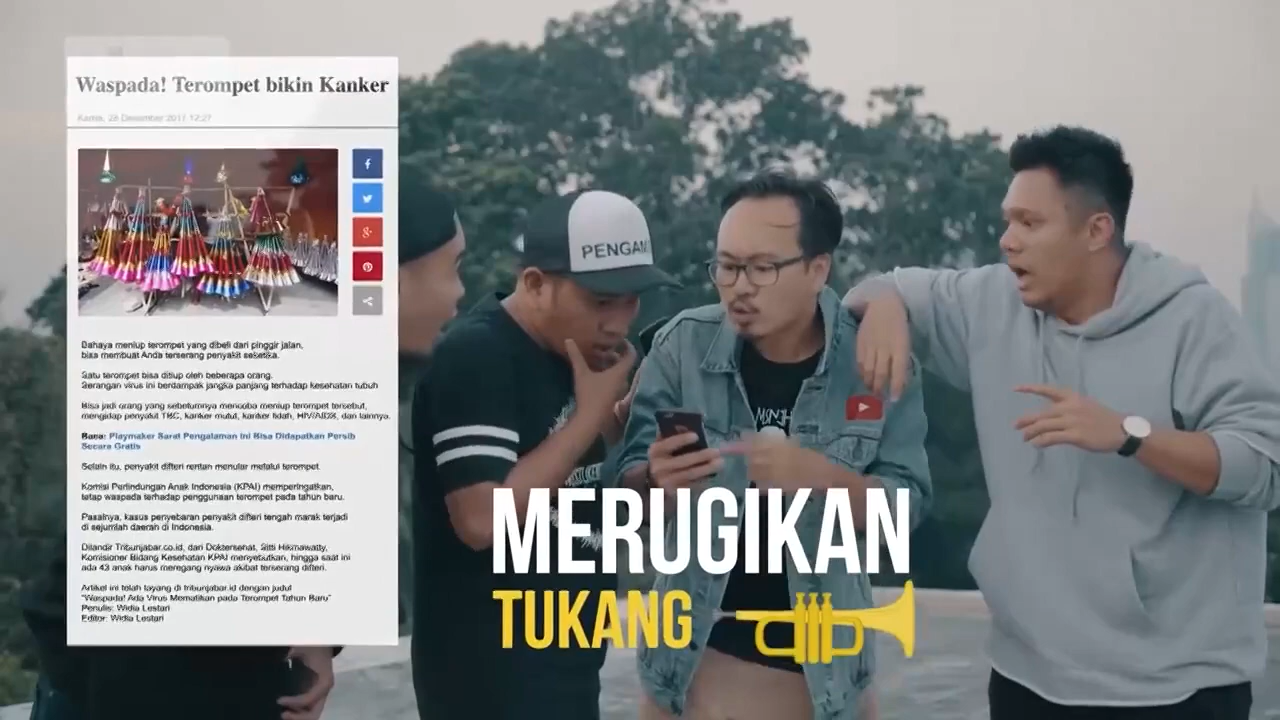 Waspada! Terompet bikin Kanker
Kamis, 28 Desember 2017 17:27
Bahaya meniup terompet yang dibeli dari pinggir jalan,
bisa membuat Anda terserang penyakit seketika.
Satu terompet bisa ditiup oleh beberapa orang.
Serangan virus ini berdampak jangka panjang terhadap kesehatan tubuh
Bisa jadi orang yang sebelumnya mencoba meniup terompet tersebut,
mengidap penyakit TBC, kanker mulut, kanker lidah, HIV/AIDS, dan lainnya.
Baca: Playmaker Sarat Pengalaman Ini Bisa Didapatkan Persib
Secara Gratis
Selain itu, penyakit difteri rentan menular melalui terompet
Komisi Perlindungan Anak Indonesia (KPAI) memperingatkan,
tetap waspada terhadap penggunaan terompet pada tahun baru.
Pasalnya, kasus penyebaran penyakit difteri tengah marak terjadi
di sejumlah daerah di Indonesia.
Dilansir Tribunjabar.co.id, dari Doktersehat, Sitti Hikmawatty,
Komisioner Bidang Kesehatan KPAI menyebutkan, hingga saat ini
ada 43 anak harus meregang nyawa akibat terserang difteri.
Artikel ini telah tayang di tribunjabar.id dengan judul
"Waspada! Ada Virus Mematikan pada Terompet Tahun Baru"
Penulis: Widia Lestari
Editor: Widia Lestari
PENGAM
MERUGIKAN
TUKANG